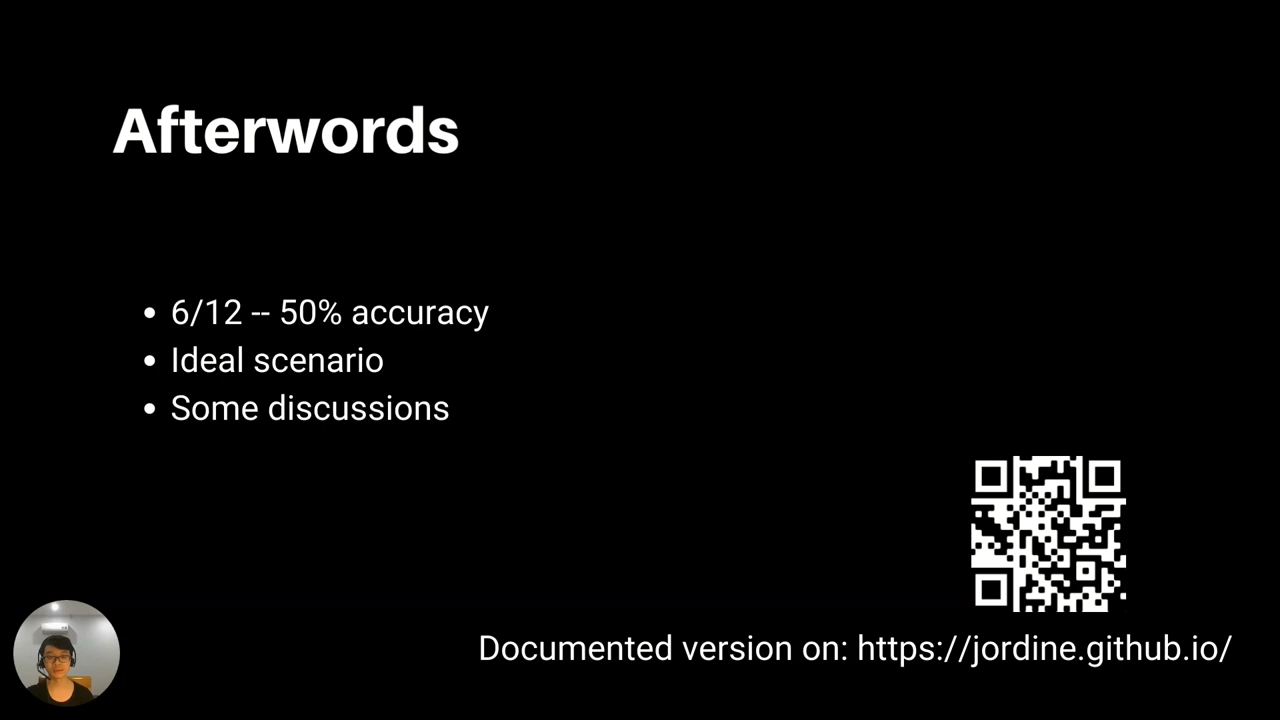 Afterwords
6/12 -- 50% accuracy
Ideal scenario
Some discussions
Documented version on: https://jordine.github.io/